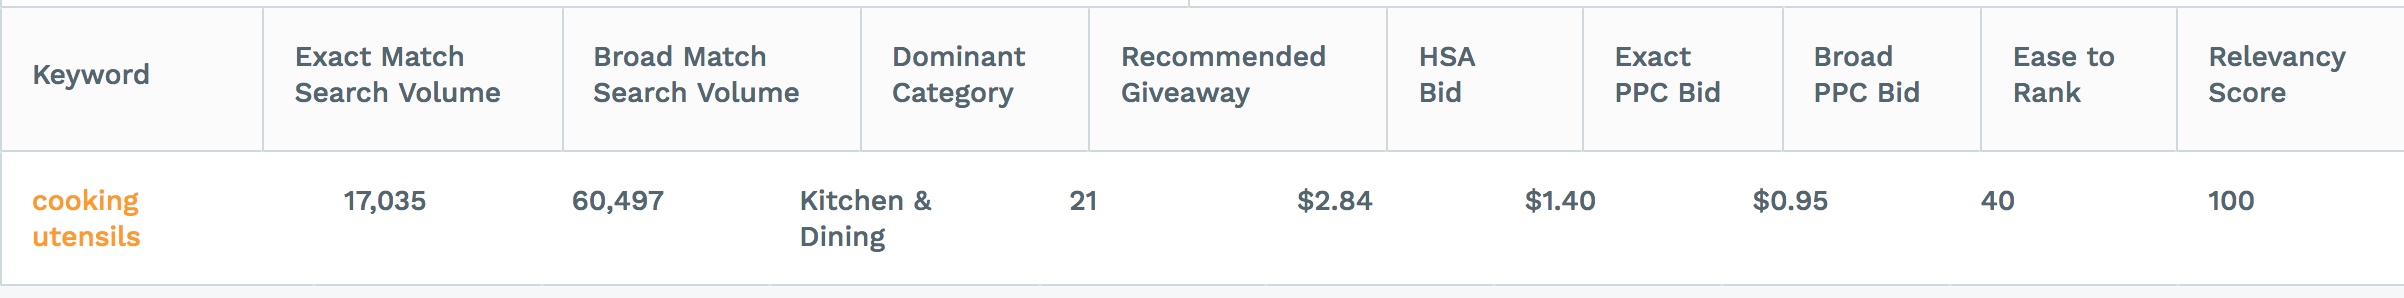 Keyword
Exact Match
Search Volume
Broad Match
Search Volume
Dominant
Category
Recommended
Giveaway
HSA
Bid
Exact
PPC Bid
Broad
PPC Bid
Ease to
Rank
Relevancy
Score
cooking
utensils
17,035
60,497
Kitchen &
Dining
21
$2.84
$1.40
$0.95
40
100